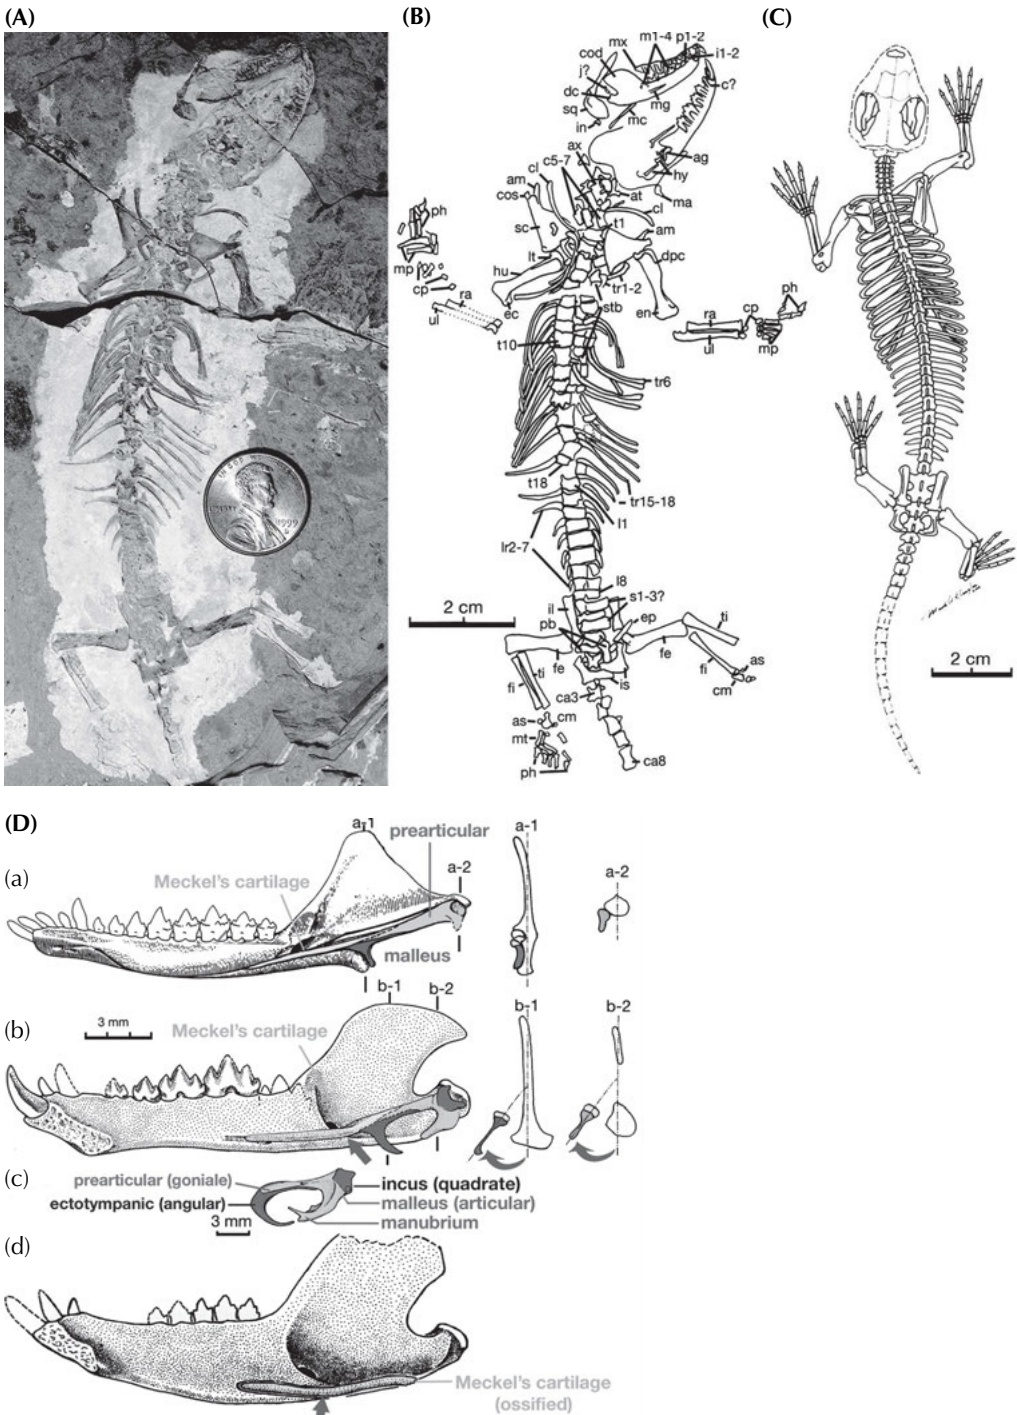 (A)
(B)
(C)
mx
m1-4
p1-2
cod
i1-2
j?
c?
dc
mg
sq
mc
in
ax
c5-7
ag
hy
cl
am
cos
at
ma
cl
ph
sc
t1
am
lt
dpc
mp
hu
tr1-2
cp
ra
ec
stb
en
ul
t10
ph
cp
ra
ul
mp
tr6
t18
tr15-18
l1
lr2-7
l8
s1-3?
il
ep
pb
ti
2 cm
fe
fe
fi
as
ti
fi
is
cm
ca3
as
cm
mt
ca8
ph
2 cm
1999
D
(D)
(a)
a-1
prearticular
a-2
Meckel's cartilage
malleus
a-1
a-2
(b)
b-1
b-2
3 mm
Meckel's cartilage
b-1
b-2
(c)
prearticular (goniale)
incus (quadrate)
ectotympanic (angular)
malleus (articular)
3 mm
manubrium
(d)
Meckel's cartilage
(ossified)